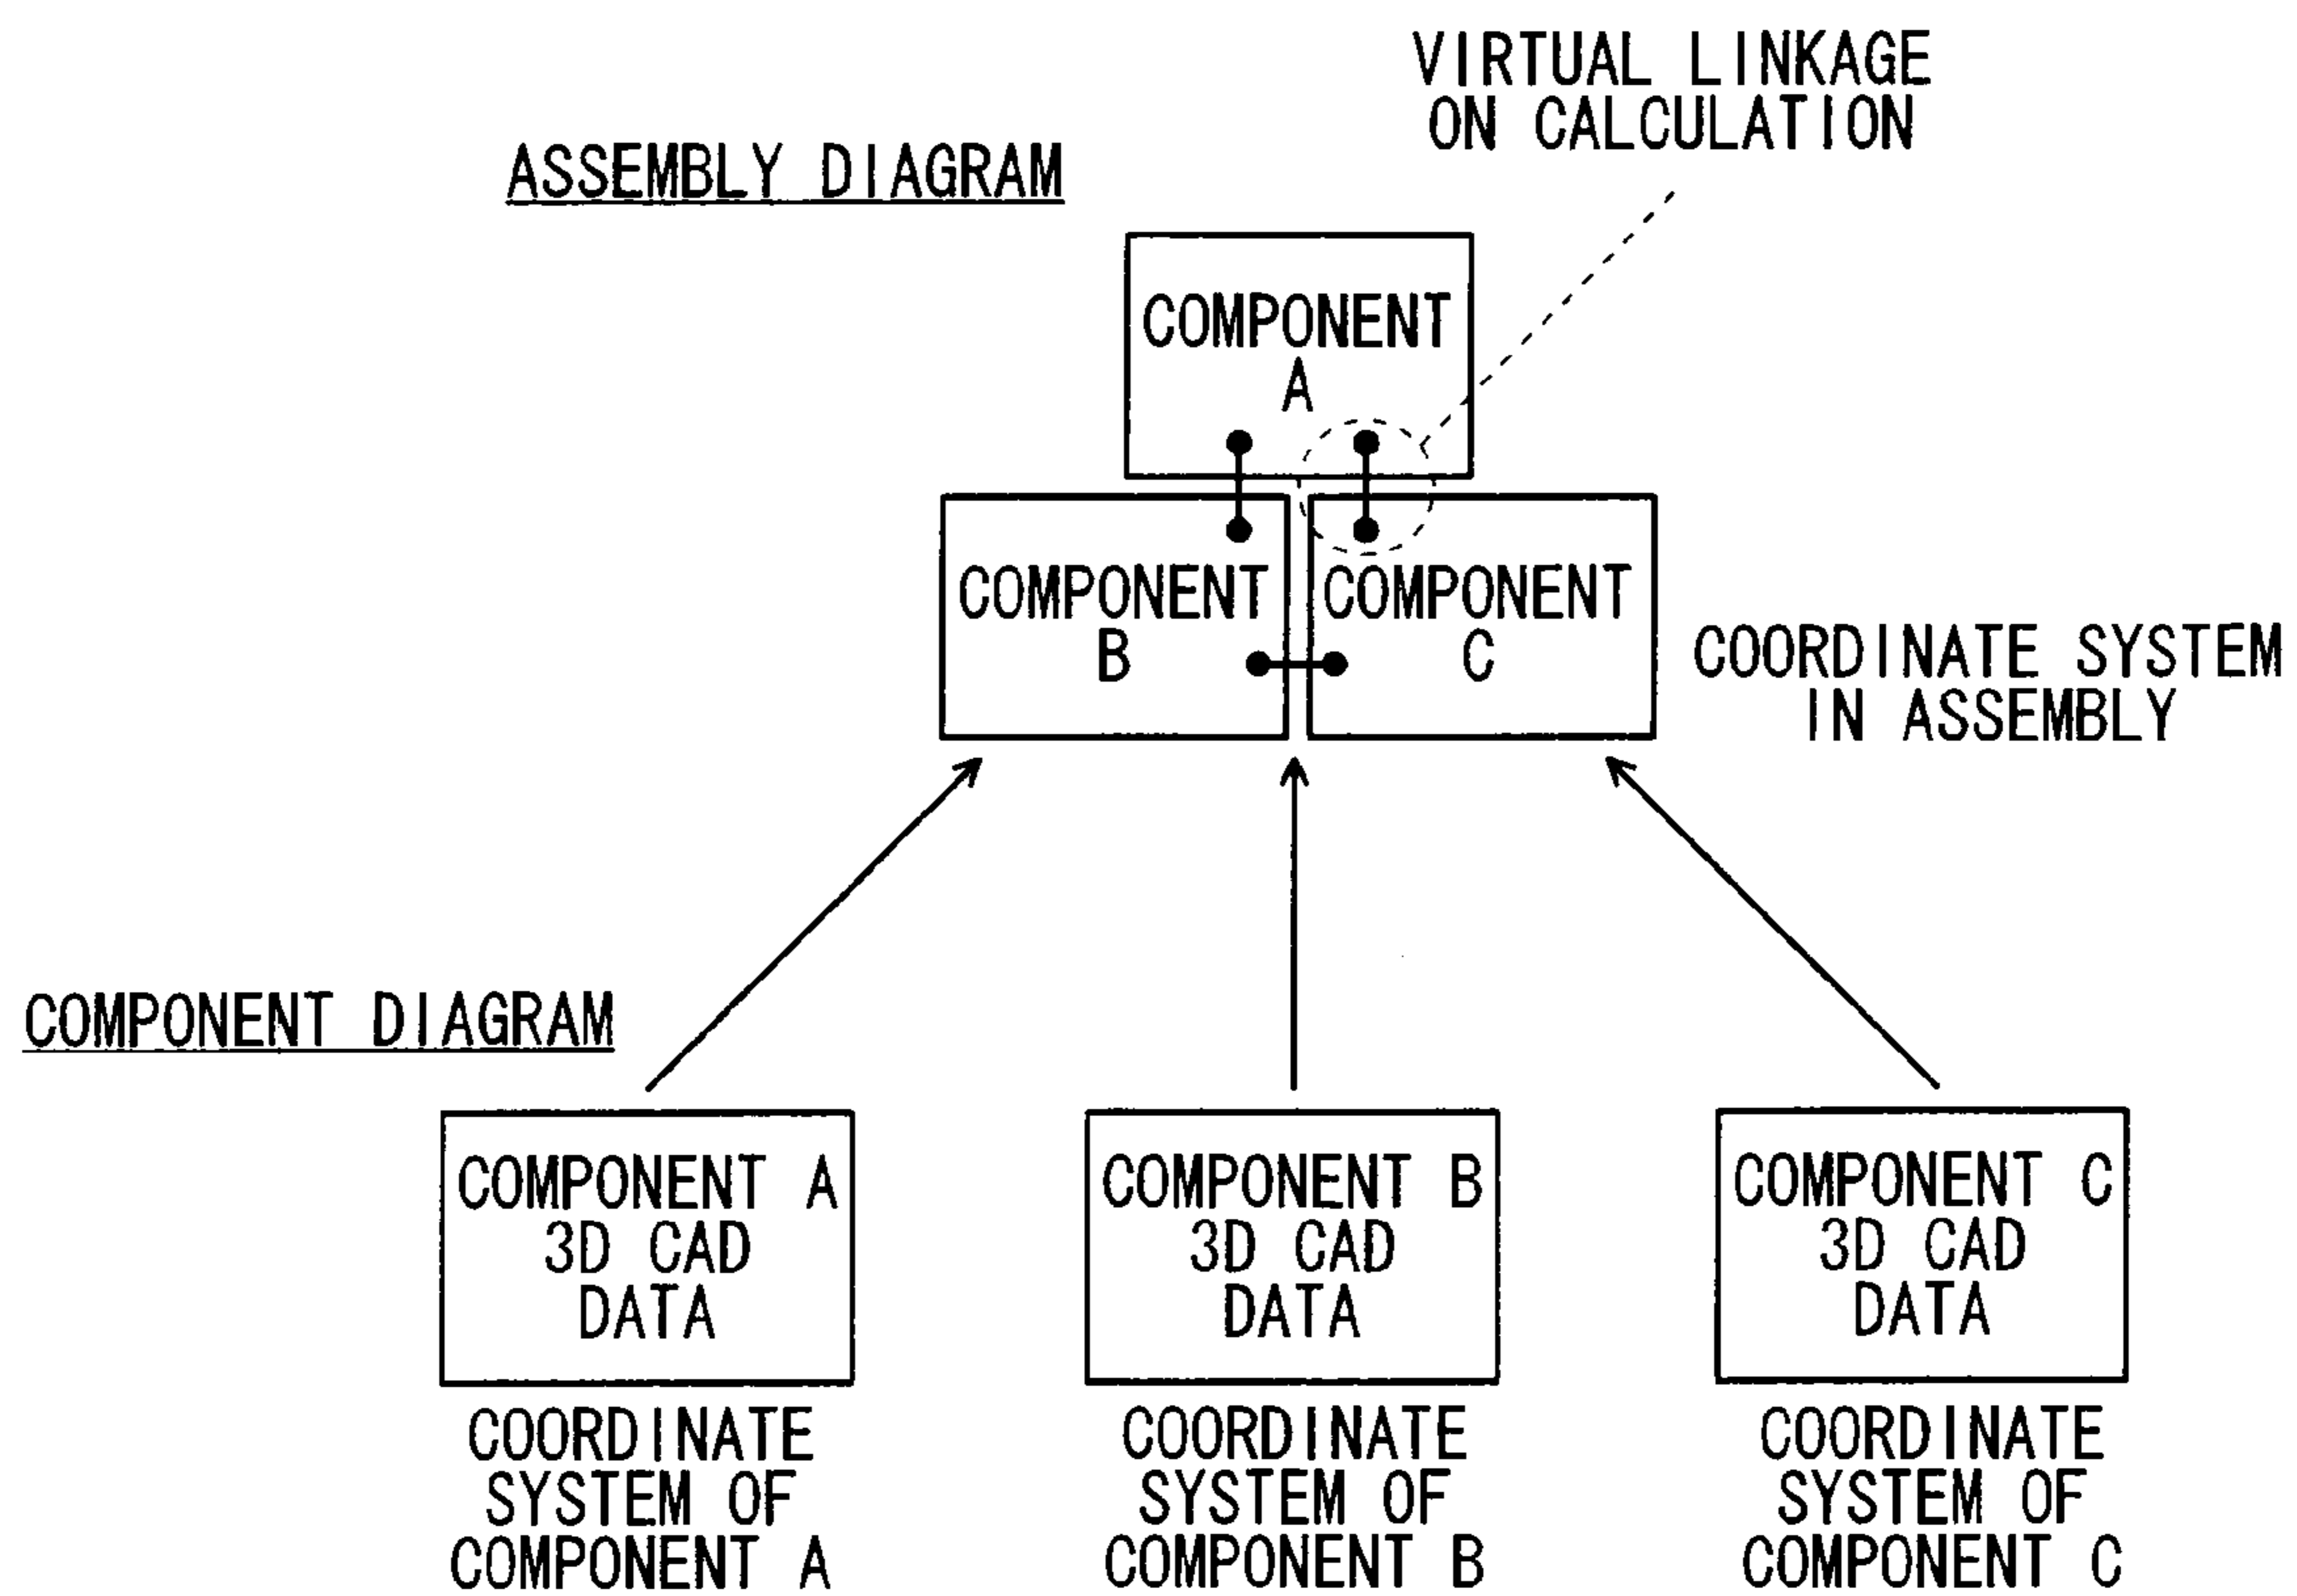 VIRTUAL LINKAGE
ON CALCULATION
ASSEMBLY DIAGRAM
COMPONENT
A
COMPONENT
B
COMPONENT
C
COORDINATE SYSTEM
IN ASSEMBLY
COMPONENT DIAGRAM
COMPONENT A
3D CAD
DATA
COORDINATE
SYSTEM OF
COMPONENT A
COMPONENT B
3D CAD
DATA
COORDINATE
SYSTEM OF
COMPONENT B
COMPONENT C
3D CAD
DATA
COORDINATE
SYSTEM OF
COMPONENT C